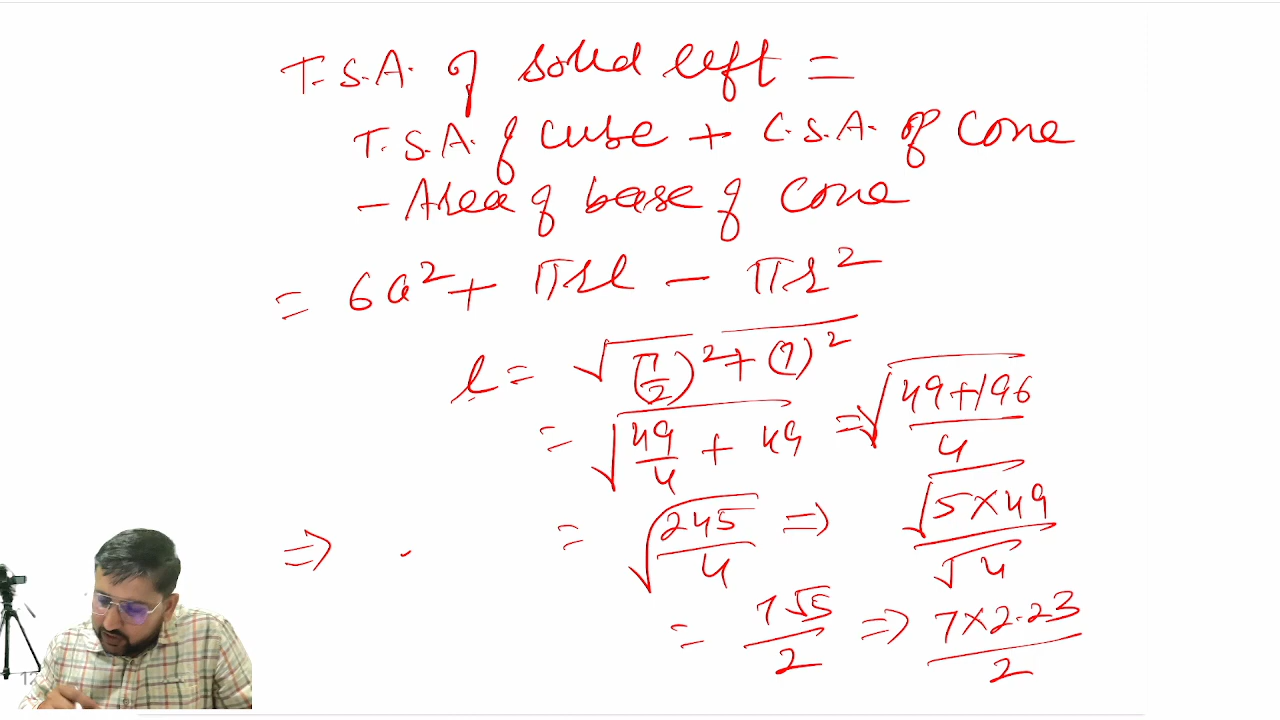 T.S.A. of solid left =
T.S.A. of cube + C.S.A. of cone
- Area of base of cone
= 6a² + πrl - πr²
l = √(7/2)² + (7)²
= √49/4 + 49 = √49+196/4
= √245/4 ⇒ √5×49/√4
⇒ .
= 7√5/2 ⇒ 7×2.23/2
12